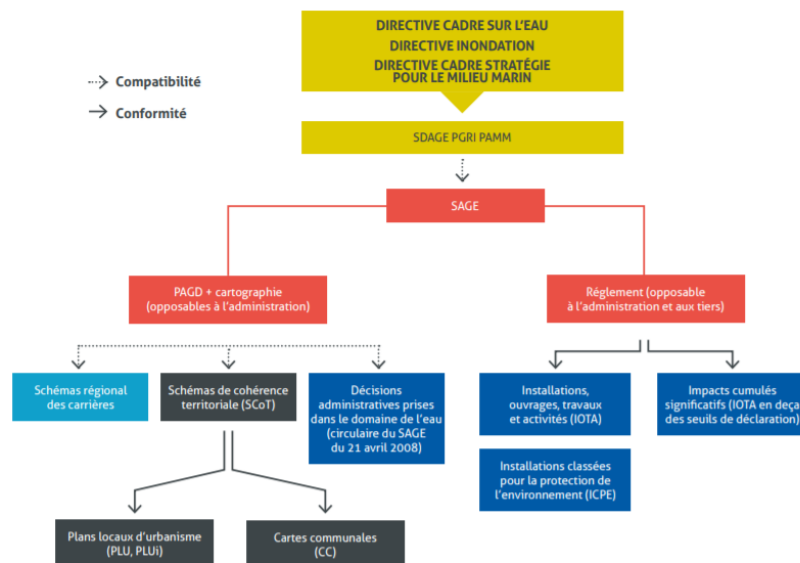 DIRECTIVE CADRE SUR L'EAU
DIRECTIVE INONDATION
DIRECTIVE CADRE STRATÉGIE
POUR LE MILIEU MARIN
Compatibilité
Conformité
SDAGE PGRI PAMM
SAGE
PAGD + cartographie
(opposables à l'administration)
Réglement (opposable
à l'administration et aux tiers)
Schémas régional
des carrières
Schémas de cohérence
territoriale (SCoT)
Décisions
administratives prises
dans le domaine de l'eau
(circulaire du SAGE
du 21 avril 2008)
Installations,
ouvrages, travaux
et activités (IOTA)
Impacts cumulés
significatifs (IOTA en deça
des seuils de déclaration)
Installations classées
pour la protection de
l'environnement (ICPE)
Plans locaux d'urbanisme
(PLU, PLUi)
Cartes communales
(CC)